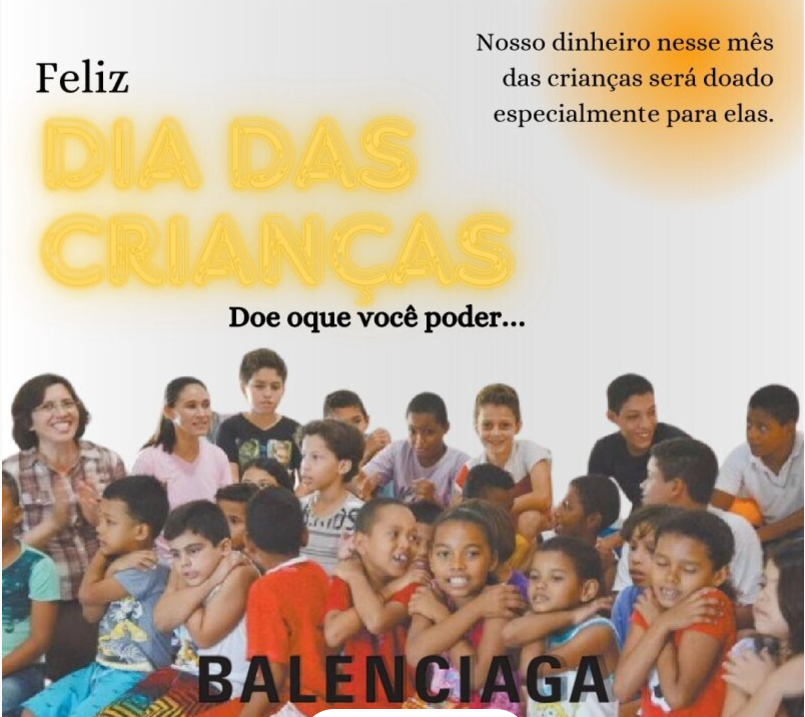 Feliz
DIA DAS
CRIANÇAS
Nosso dinheiro nesse mês
das crianças será doado
especialmente para elas.
Doe oque você poder...
BALENCIAGA